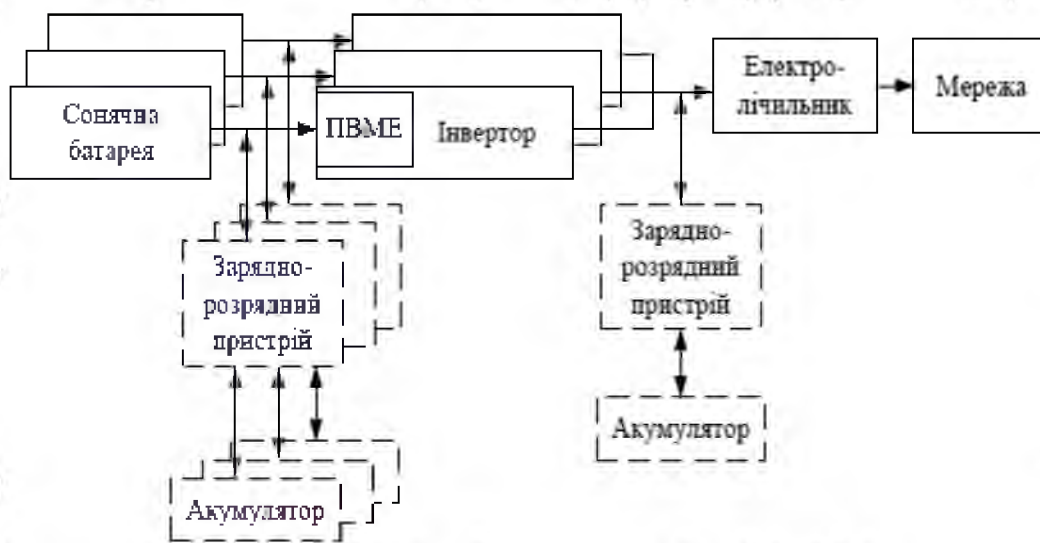 Сонячна
батарея
ПВМЕ
Інвертор
Електро-
лічильник
Мережа
Зарядно-
розрядний
пристрій
Зарядно-
розрядний
пристрій
Акумулятор
Акумулятор